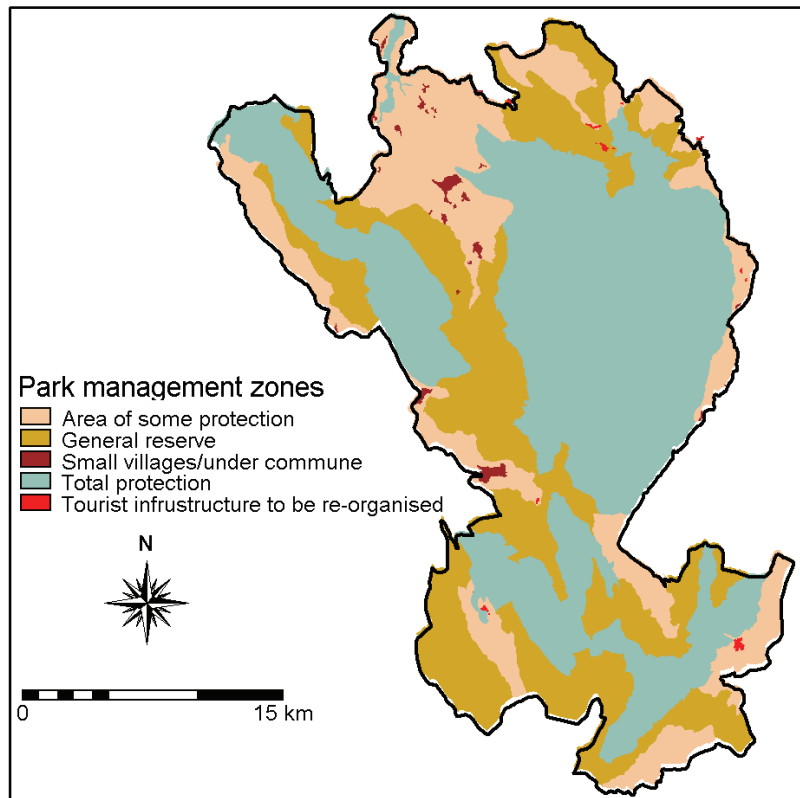 Park management zones
Area of some protection
General reserve
Small villages/under commune
Total protection
Tourist infrustructure to be re-organised
N
0 15 km